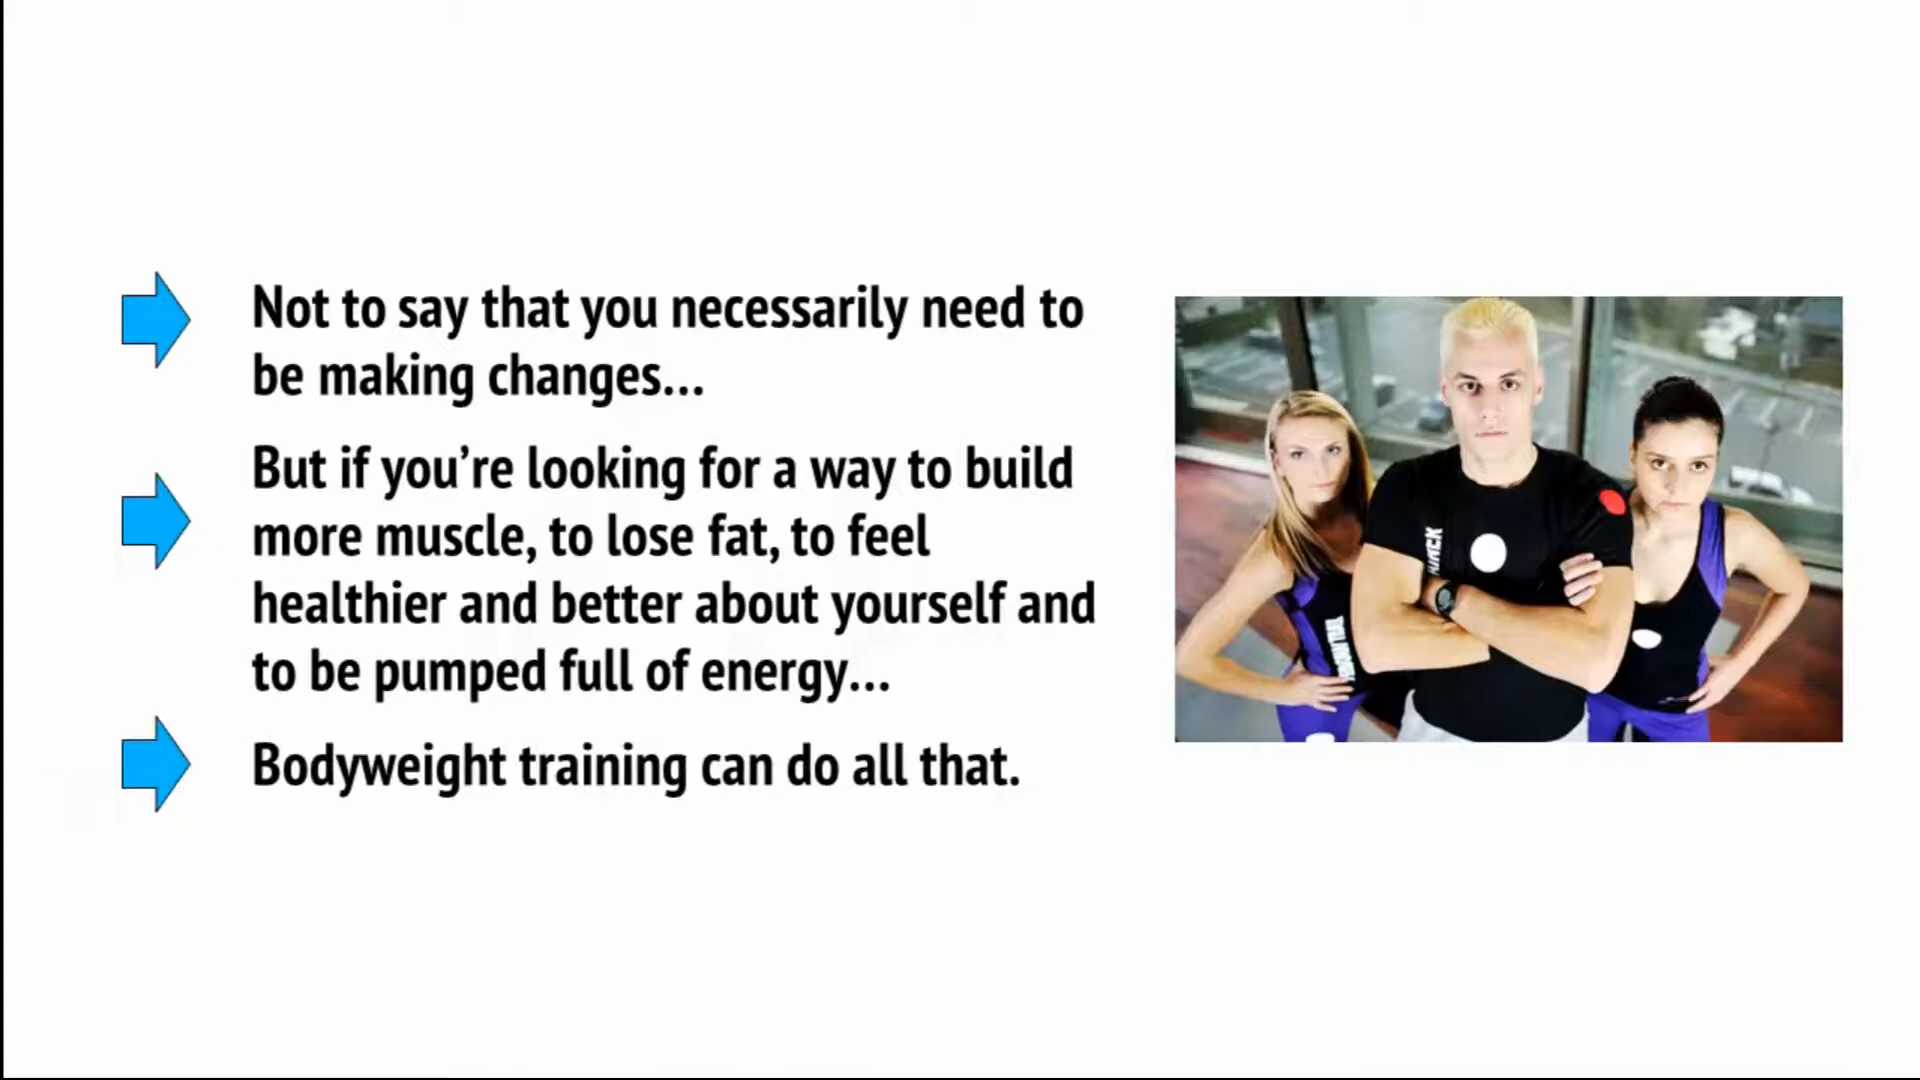 Not to say that you necessarily need to
be making changes...
But if you’re looking for a way to build
more muscle, to lose fat, to feel
healthier and better about yourself and
to be pumped full of energy...
Bodyweight training can do all that.